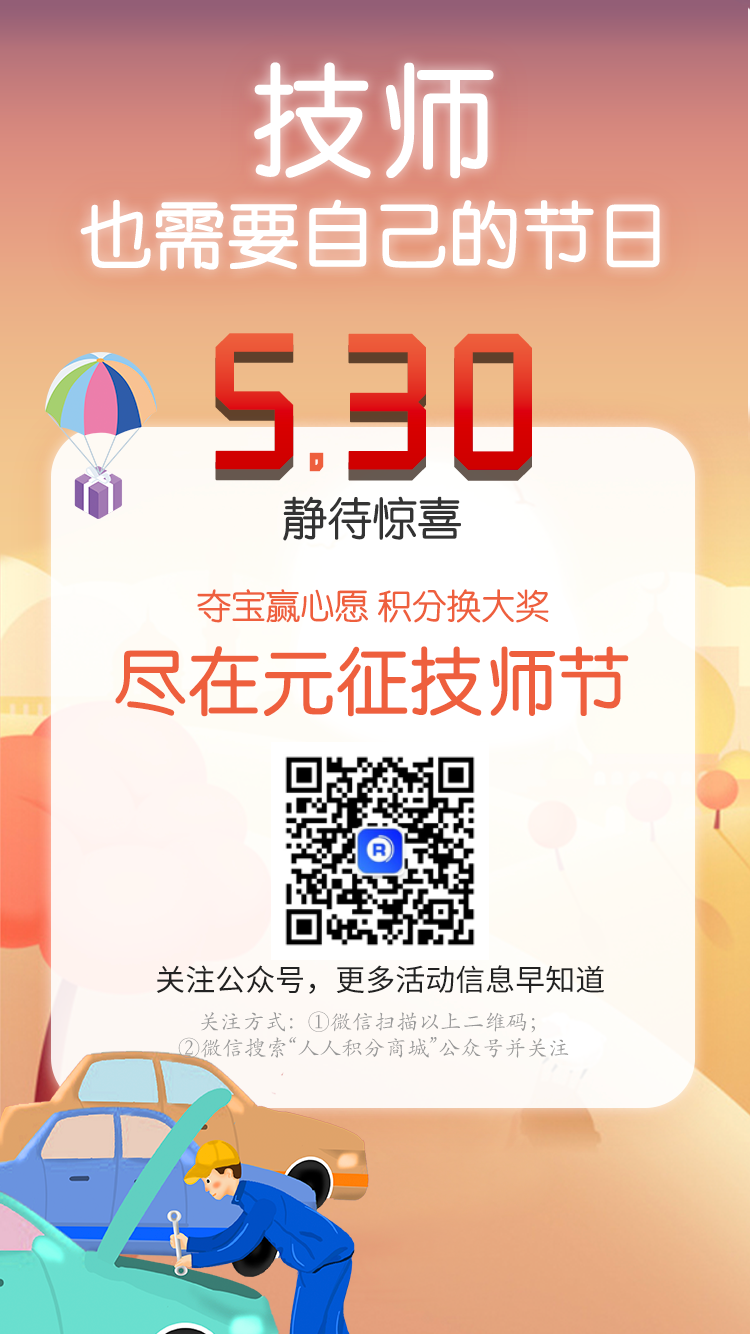 技师
也需要自己的节日
5.30
静待惊喜
夺宝赢心愿 积分换大奖
尽在元征技师节
R
关注公众号，更多活动信息早知道
关注方式：①微信扫描以上二维码；
②微信搜索“人人积分商城”公众号并关注